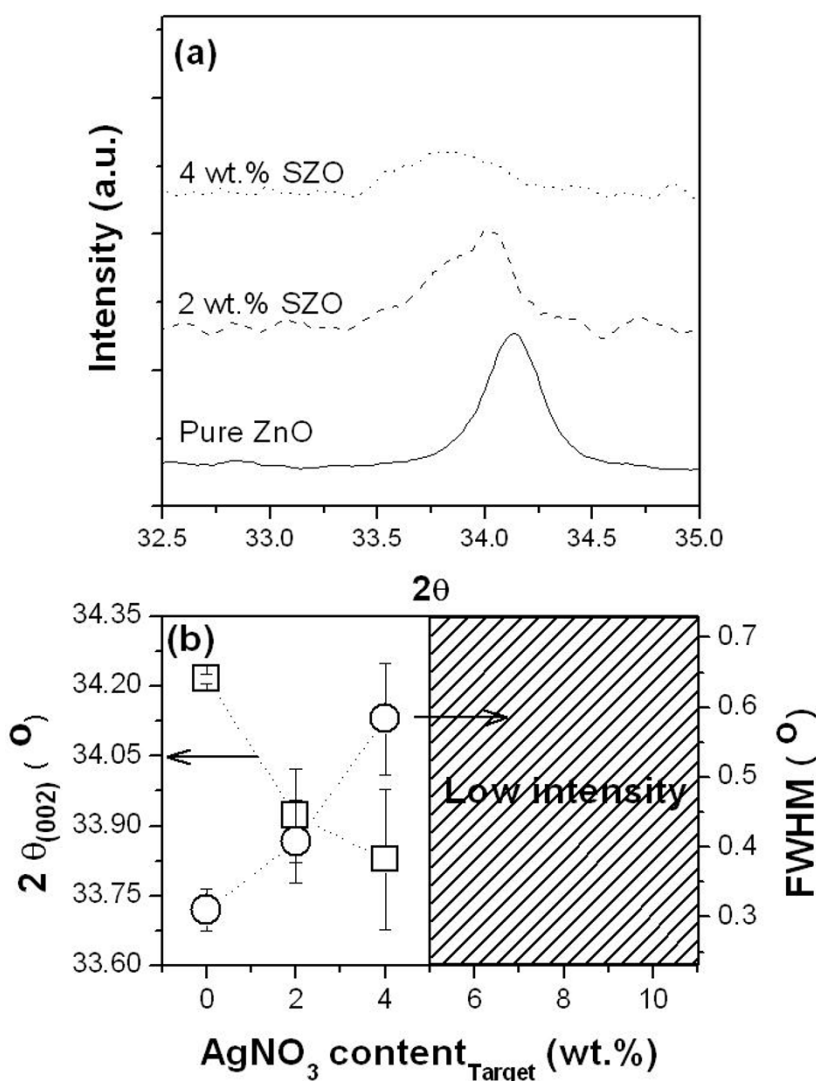 (a)
Intensity (a.u.)
4 wt.% SZO
2 wt.% SZO
Pure ZnO
32.5 33.0 33.5 34.0 34.5 35.0
2θ
(b)
34.35
34.20
34.05
33.90
33.75
33.60
2 θ(002) ( °)
Low intensity
0.7
0.6
0.5
0.4
0.3
FWHM ( °)
0 2 4 6 8 10
AgNO3 contentTarget (wt.%)